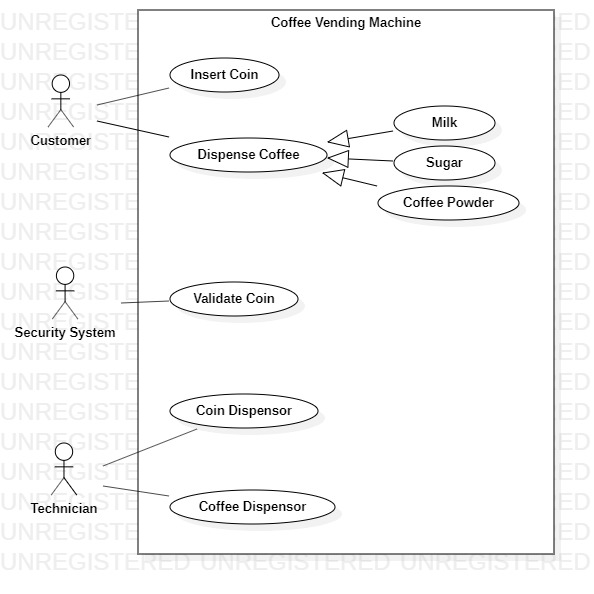 Coffee Vending Machine
Insert Coin
Customer
Dispense Coffee
Milk
Sugar
Coffee Powder
Security System
Validate Coin
Technician
Coin Dispensor
Coffee Dispensor
UNREGISTERED UNREGISTERED UNREGISTERED